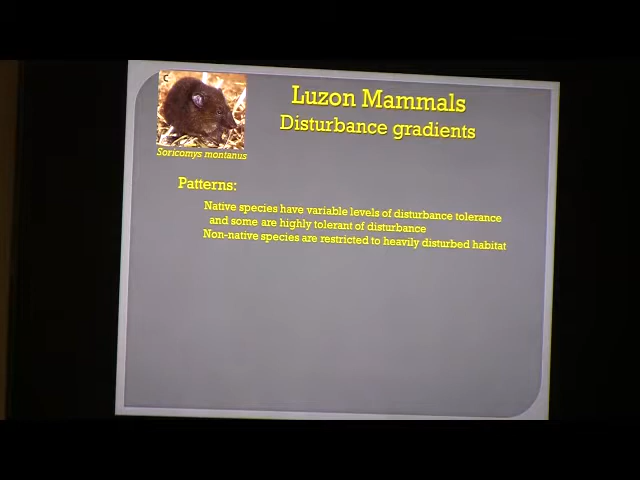 C
Luzon Mammals
Disturbance gradients
Soricomys montanus
Patterns:
Native species have variable levels of disturbance tolerance
and some are highly tolerant of disturbance
Non-native species are restricted to heavily disturbed habitat